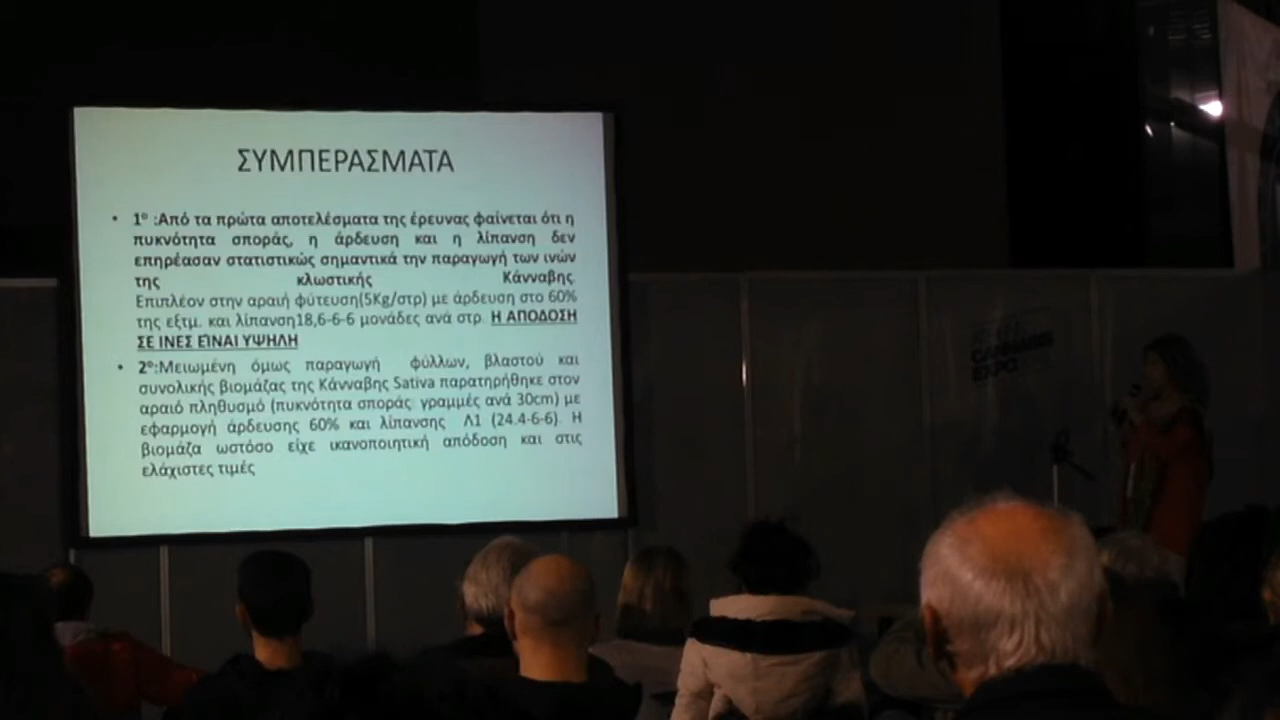 ΣΥΜΠΕΡΑΣΜΑΤΑ
• 1ο :Από τα πρώτα αποτελέσματα της έρευνας φαίνεται ότι η
πυκνότητα σποράς, η άρδευση και η λίπανση δεν
επηρέασαν στατιστικώς σημαντικά την παραγωγή των ινών
της κλωστικής Κάνναβης.
Επιπλέον στην αραιή φύτευση(5Kg/στρ) με άρδευση στο 60%
της εξτμ. και λίπανση18,6-6-6 μονάδες ανά στρ. Η ΑΠΟΔΟΣΗ
ΣΕ ΙΝΕΣ ΕΊΝΑΙ ΥΨΗΛΗ
• 2ο:Μειωμένη όμως παραγωγή φύλλων, βλαστού και
συνολικής βιομάζας της Κάνναβης Sativa παρατηρήθηκε στον
αραιό πληθυσμό (πυκνότητα σποράς γραμμές ανά 30cm) με
εφαρμογή άρδευσης 60% και λίπανσης Λ1 (24.4-6-6). Η
βιομάζα ωστόσο είχε ικανοποιητική απόδοση και στις
ελάχιστες τιμές
CANNABIS
EXPO